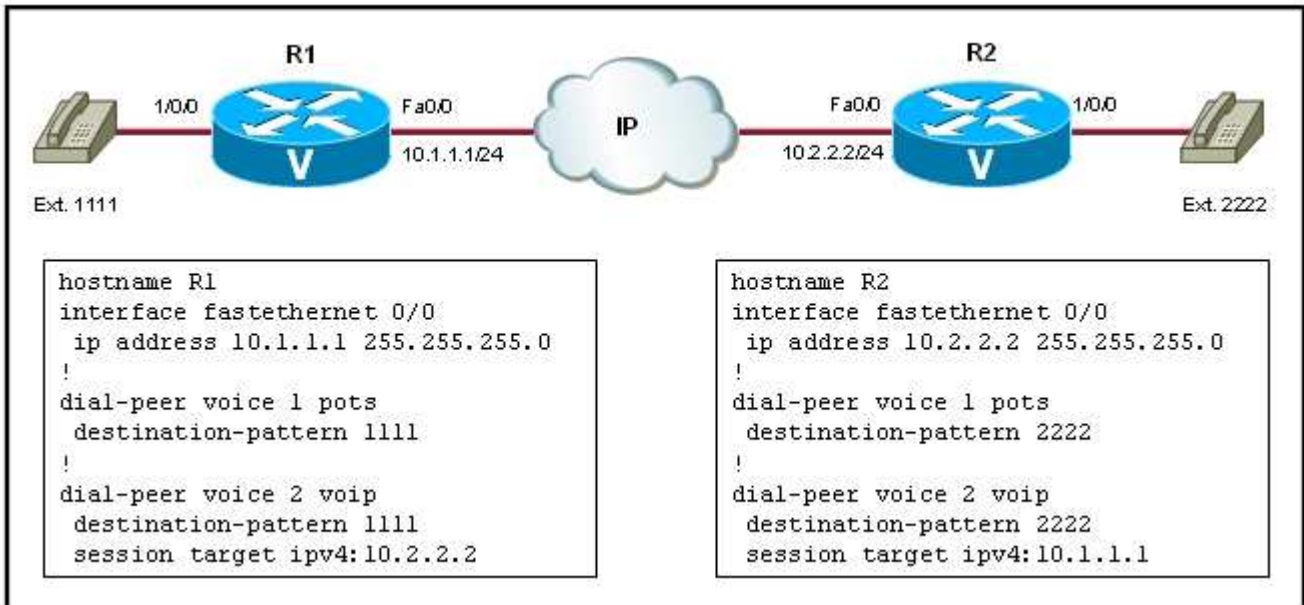 R1
R2
1/0/0
Fa0/0
IP
Fa0/0
1/0/0
V
10.1.1.1/24
10.2.2.2/24
V
Ext. 1111
Ext. 2222
hostname R1
interface fastethernet 0/0
ip address 10.1.1.1 255.255.255.0
!
dial-peer voice 1 pots
destination-pattern 1111
!
dial-peer voice 2 voip
destination-pattern 1111
session target ipv4:10.2.2.2
hostname R2
interface fastethernet 0/0
ip address 10.2.2.2 255.255.255.0
!
dial-peer voice 1 pots
destination-pattern 2222
!
dial-peer voice 2 voip
destination-pattern 2222
session target ipv4:10.1.1.1